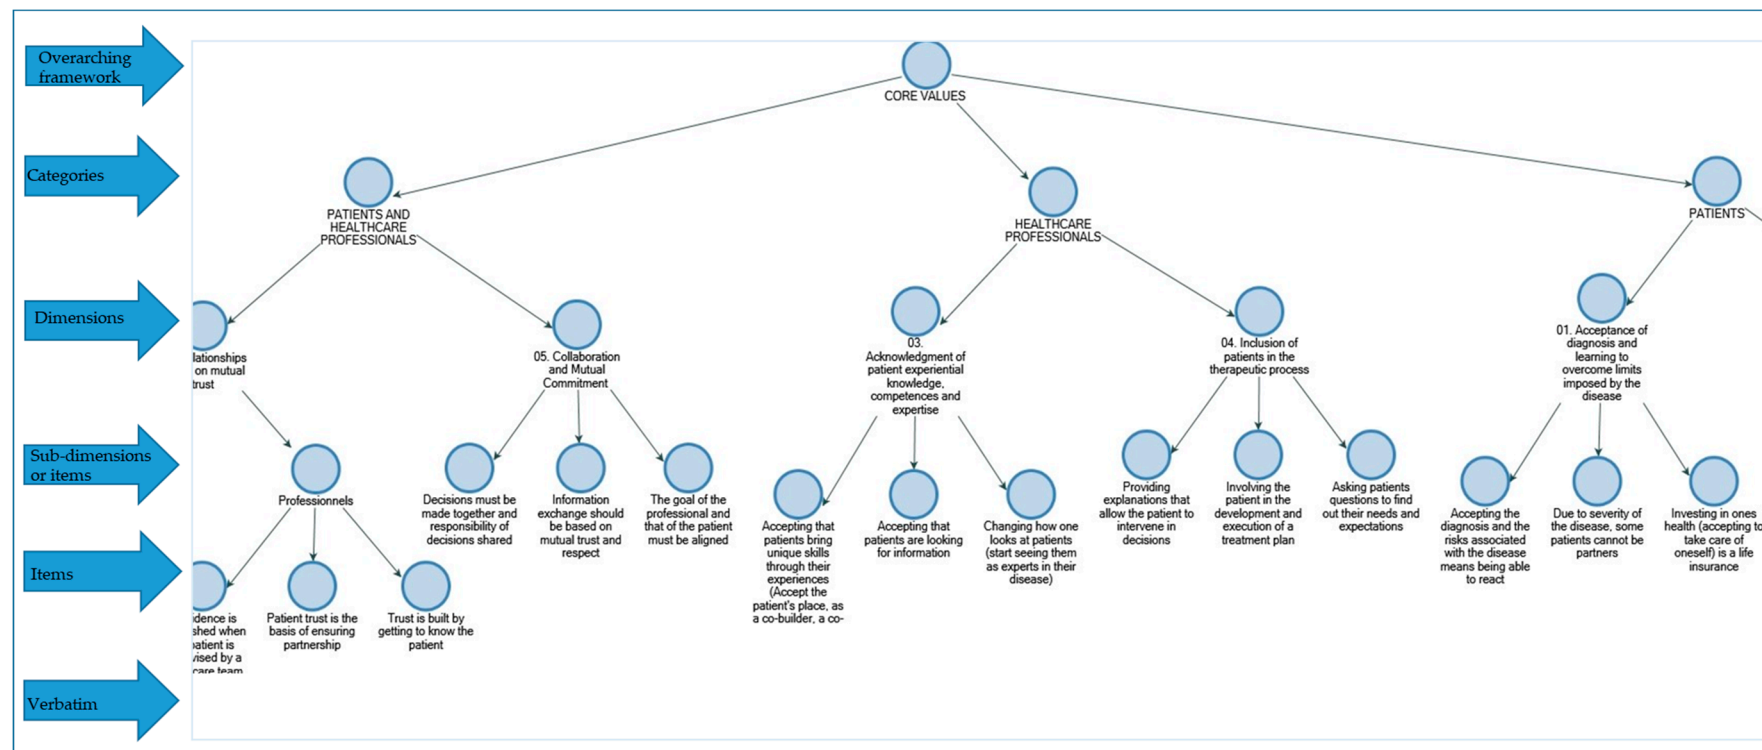 Overarching
framework
CORE VALUES
Categories
PATIENTS AND
HEALTHCARE
PROFESSIONALS
HEALTHCARE
PROFESSIONALS
PATIENTS
Dimensions
lationships
on mutual
trust
05. Collaboration
and Mutual
Commitment
03.
Acknowledgment of
patient experiential
knowledge,
competences and
expertise
04. Inclusion of
patients in the
therapeutic process
01. Acceptance of
diagnosis and
learning to
overcome limits
imposed by the
disease
Sub-dimensions
or items
Professionnels
Decisions must be
made together and
responsibility of
decisions shared
Information
exchange should
be based on
mutual trust and
respect
The goal of the
professional and
that of the patient
must be aligned
Accepting that
patients bring
unique skills
through their
experiences
(Accept the
patient's place, as
a co-builder, a co-
Accepting that
patients are looking
for information
Changing how one
looks at patients
(start seeing them
as experts in their
disease)
Providing
explanations that
allow the patient to
intervene in
decisions
Involving the
patient in the
development and
execution of a
treatment plan
Asking patients
questions to find
out their needs and
expectations
Accepting the
diagnosis and the
risks associated
with the disease
means being able
to react
Due to severity of
the disease, some
patients cannot be
partners
Investing in ones
health (accepting to
take care of
oneself) is a life
insurance
Items
idence is
shed when
patient is
vised by a
care team
Patient trust is the
basis of ensuring
partnership
Trust is built by
getting to know the
patient
Verbatim